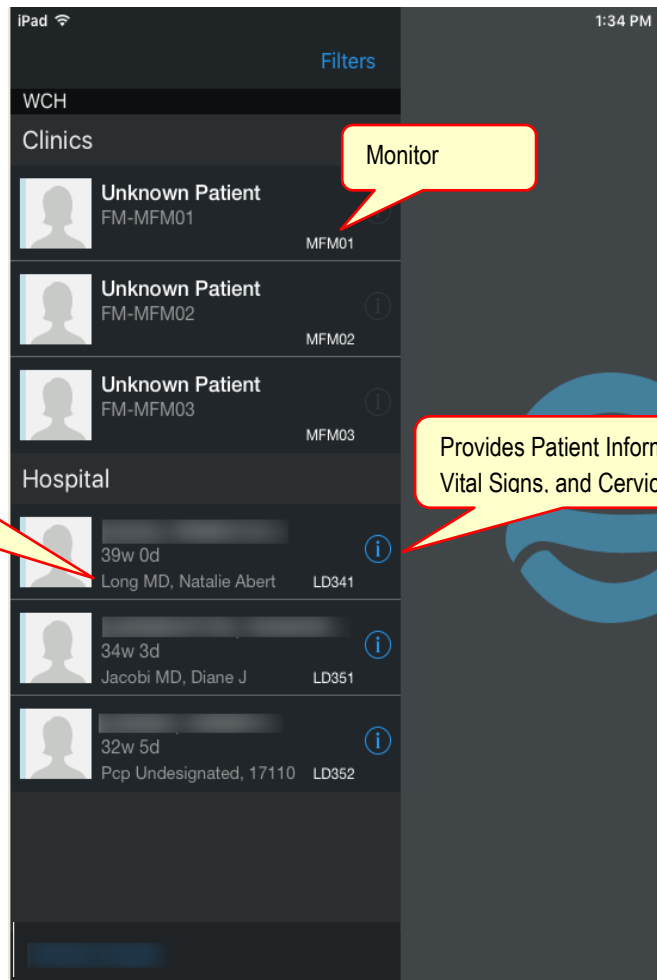 iPad 1:34 PM
Filters
WCH
Clinics
Monitor
Unknown Patient
FM-MFM01
MFM01
Unknown Patient
FM-MFM02
MFM02
Unknown Patient
FM-MFM03
MFM03
Provides Patient Inform
Vital Signs, and Cervic
Hospital
39w 0d
Long MD, Natalie Abert LD341
34w 3d
Jacobi MD, Diane J LD351
32w 5d
Pcp Undesignated, 17110 LD352